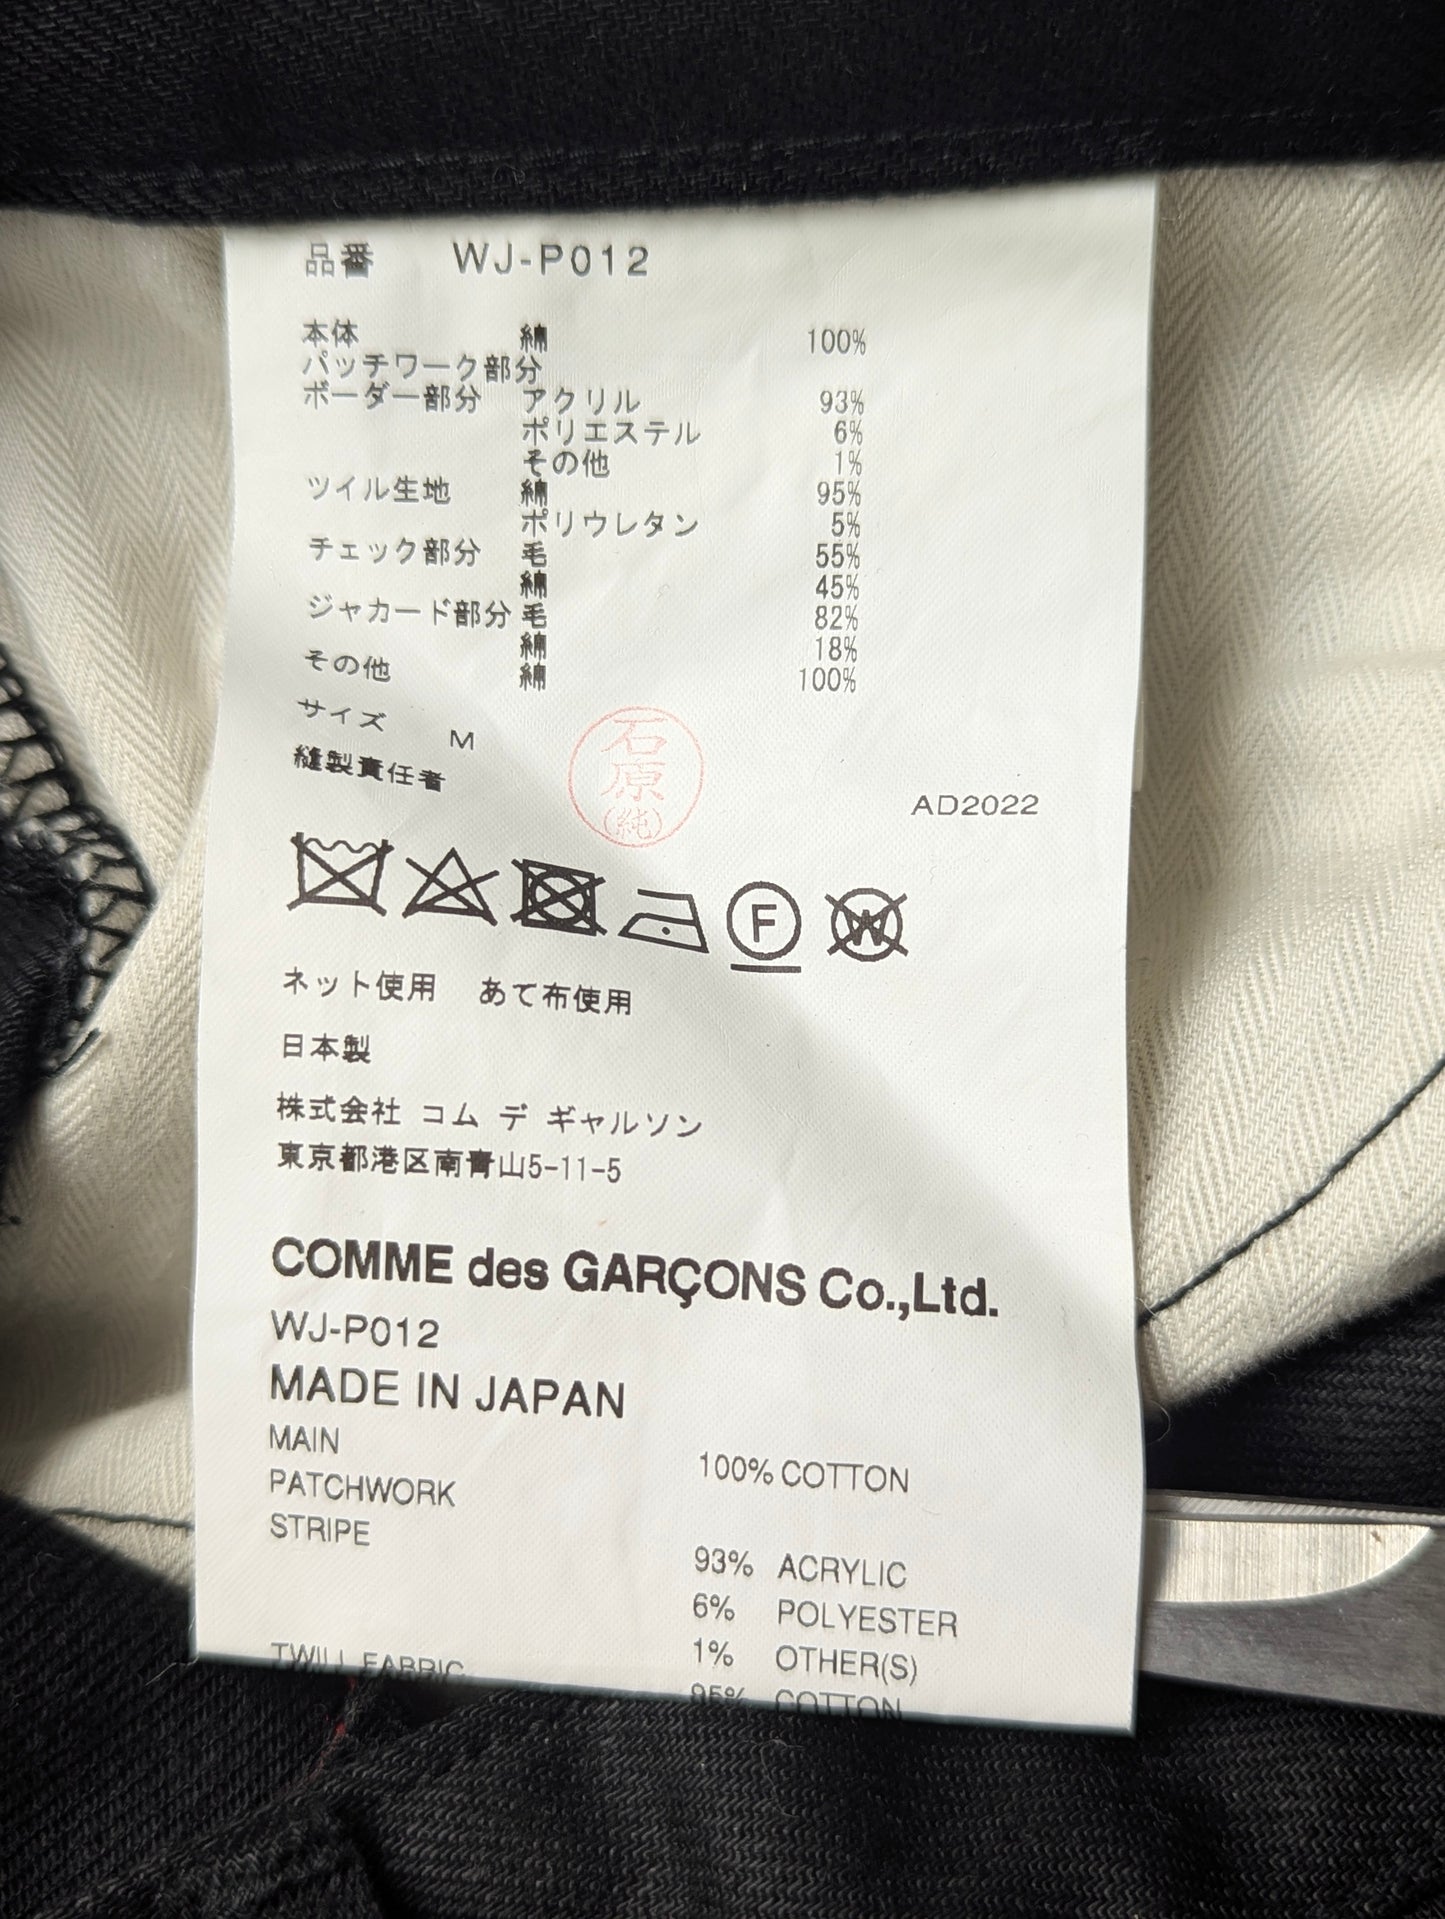 品番 WJ-P012
本体 綿 100%
パッチワーク部分
ボーダー部分 アクリル 93%
ポリエステル 6%
その他 1%
ツイル生地 綿 95%
ポリウレタン 5%
チェック部分 毛 55%
綿 45%
ジャカード部分 毛 82%
綿 18%
その他 綿 100%
サイズ M
縫製責任者
石原
(純)
AD2022
F
W
ネット使用 あて布使用
日本製
株式会社 コム デ ギャルソン
東京都港区南青山5-11-5
COMME des GARÇONS Co.,Ltd.
WJ-P012
MADE IN JAPAN
MAIN 100% COTTON
PATCHWORK
STRIPE 93% ACRYLIC
6% POLYESTER
1% OTHER(S)
TWILL FABRIC 95% COTTON